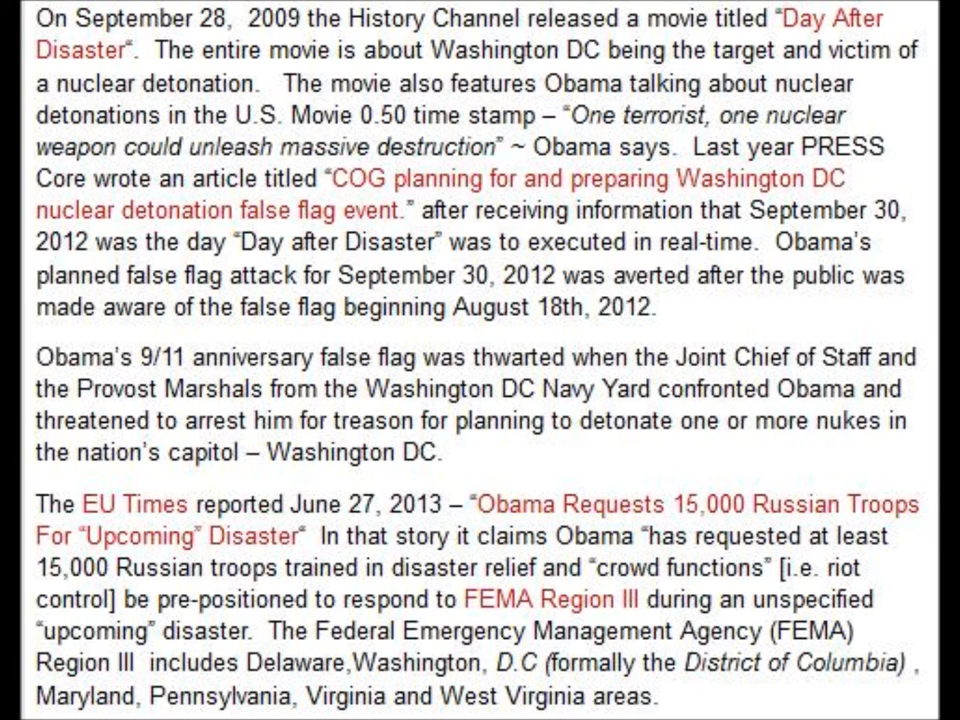 On September 28,  2009 the History Channel released a movie titled “Day After
Disaster“.  The entire movie is about Washington DC being the target and victim of
a nuclear detonation.   The movie also features Obama talking about nuclear
detonations in the U.S. Movie 0.50 time stamp – “One terrorist, one nuclear
weapon could unleash massive destruction” ~ Obama says.  Last year PRESS
Core wrote an article titled “COG planning for and preparing Washington DC
nuclear detonation false flag event.” after receiving information that September 30,
2012 was the day “Day after Disaster” was to executed in real-time.  Obama’s
planned false flag attack for September 30, 2012 was averted after the public was
made aware of the false flag beginning August 18th, 2012.
Obama’s 9/11 anniversary false flag was thwarted when the Joint Chief of Staff and
the Provost Marshals from the Washington DC Navy Yard confronted Obama and
threatened to arrest him for treason for planning to detonate one or more nukes in
the nation’s capitol – Washington DC.
The EU Times reported June 27, 2013 – “Obama Requests 15,000 Russian Troops
For “Upcoming” Disaster“  In that story it claims Obama “has requested at least
15,000 Russian troops trained in disaster relief and “crowd functions” [i.e. riot
control] be pre-positioned to respond to FEMA Region III during an unspecified
“upcoming” disaster.  The Federal Emergency Management Agency (FEMA)
Region III  includes Delaware,Washington, D.C (formally the District of Columbia) ,
Maryland, Pennsylvania, Virginia and West Virginia areas.